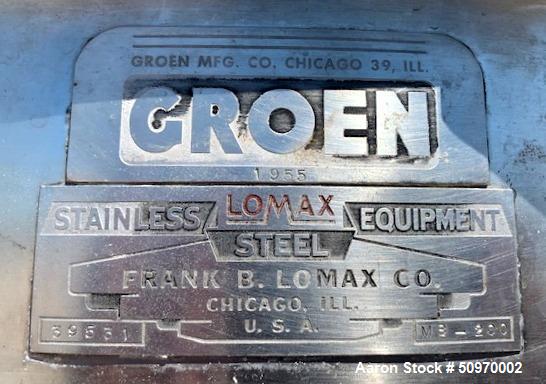 GROEN MFG. CO. CHICAGO 39, ILL.
GROEN
1955
STAINLESS LOMAX EQUIPMENT
STEEL
FRANK B. LOMAX CO.
CHICAGO, ILL.
U. S. A.
39531 MB-200
Aaron Stock # 50970002